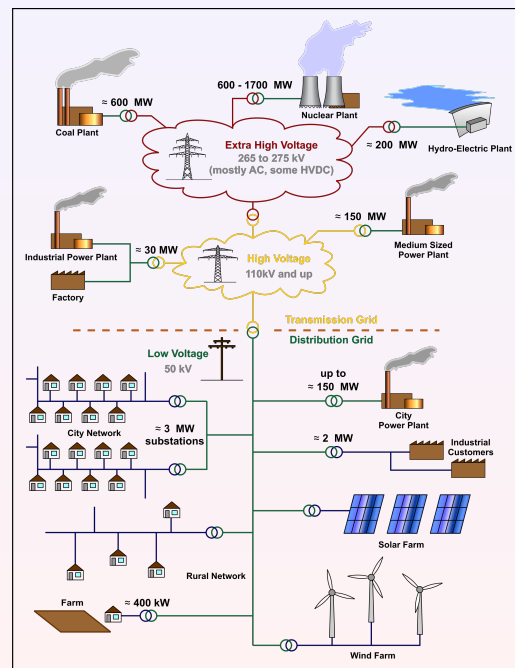 600 - 1700 MW
Nuclear Plant
≈ 600 MW
Coal Plant
Hydro-Electric Plant
≈ 200 MW
Extra High Voltage
265 to 275 kV
(mostly AC, some HVDC)
≈ 150 MW
Medium Sized
Power Plant
≈ 30 MW
Industrial Power Plant
Factory
High Voltage
110kV and up
Transmission Grid
Distribution Grid
Low Voltage
50 kV
up to
≈ 150 MW
City
Power Plant
City Network
≈ 3 MW
substations
≈ 2 MW
Industrial
Customers
Solar Farm
Rural Network
Farm
≈ 400 kW
Wind Farm